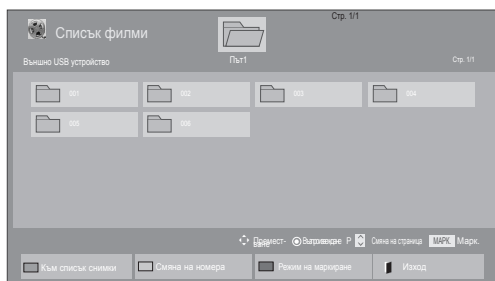 Стр. 1/1
Списък филми
Външно USB устройство
Път1
Стр. 1/1
001 002 003 004
005 006
Премест- P Смяна на страница МАРК. Марк.
Към списък снимки Смяна на номера Режим на маркиране Изход